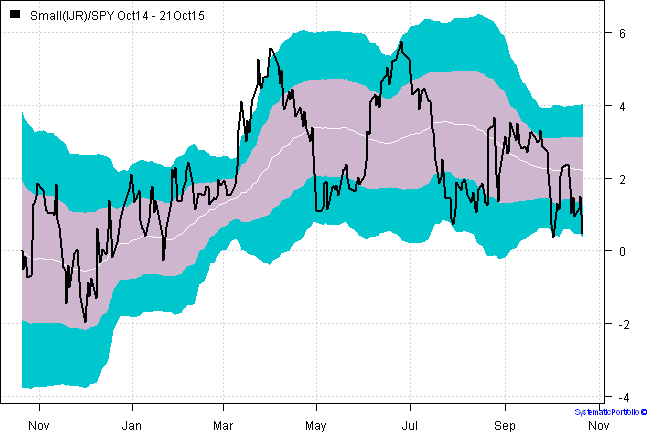 Small(IJR)/SPY Oct14 - 21Oct15
6
4
2
0
-2
-4
Nov Jan Mar May Jul Sep Nov
SystematicPortfolio ©